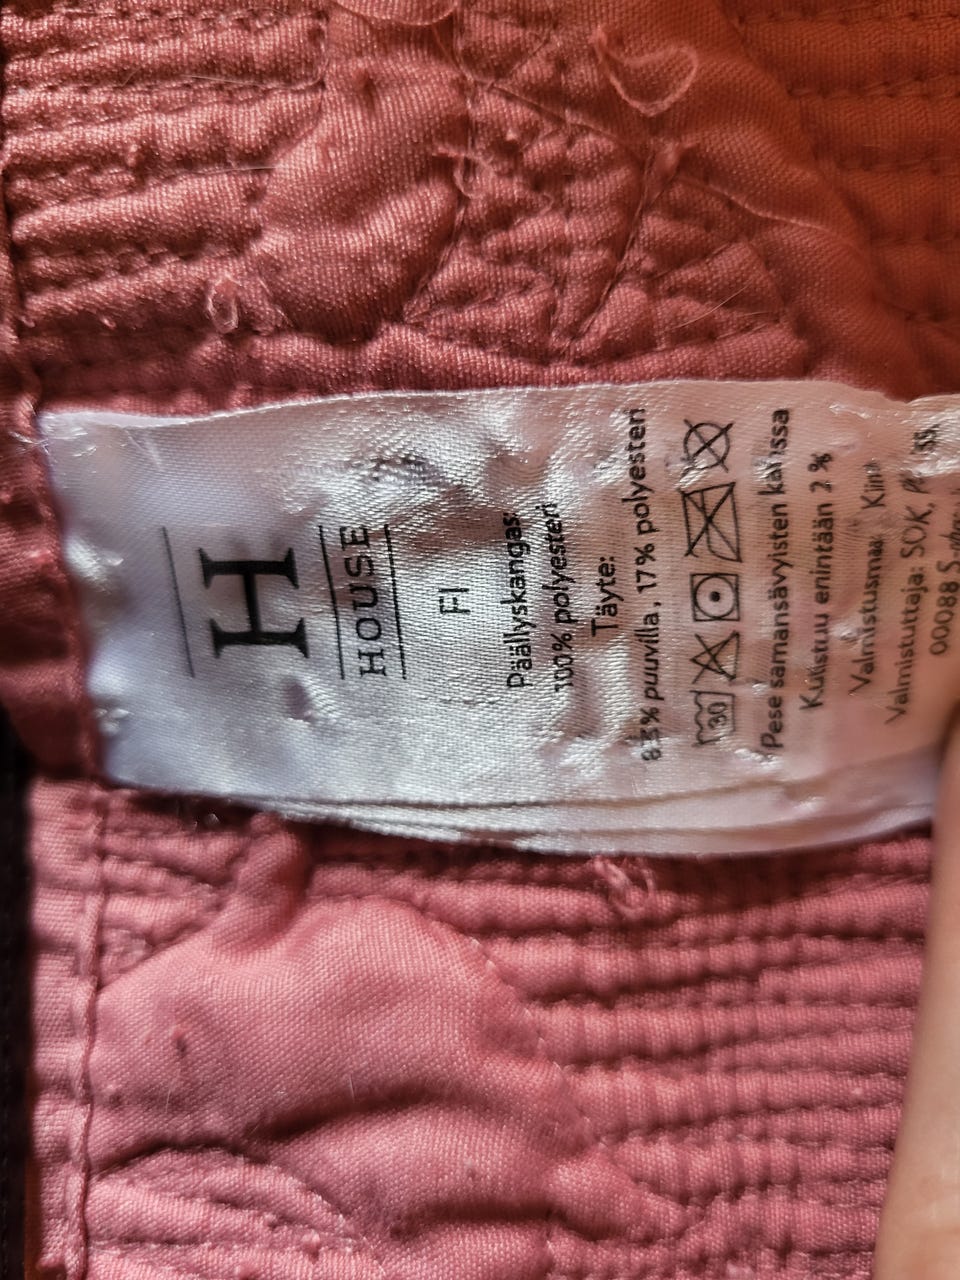 H
HOUSE
FI
Päällyskangas:
100% polyesteri
Täyte:
83% puuvilla, 17% polyesteri
30
Pese samansävyisten kanssa
Kutistuu enintään 2 %
Valmistusmaa: Kiina
Valmistuttaja: SOK,
00088